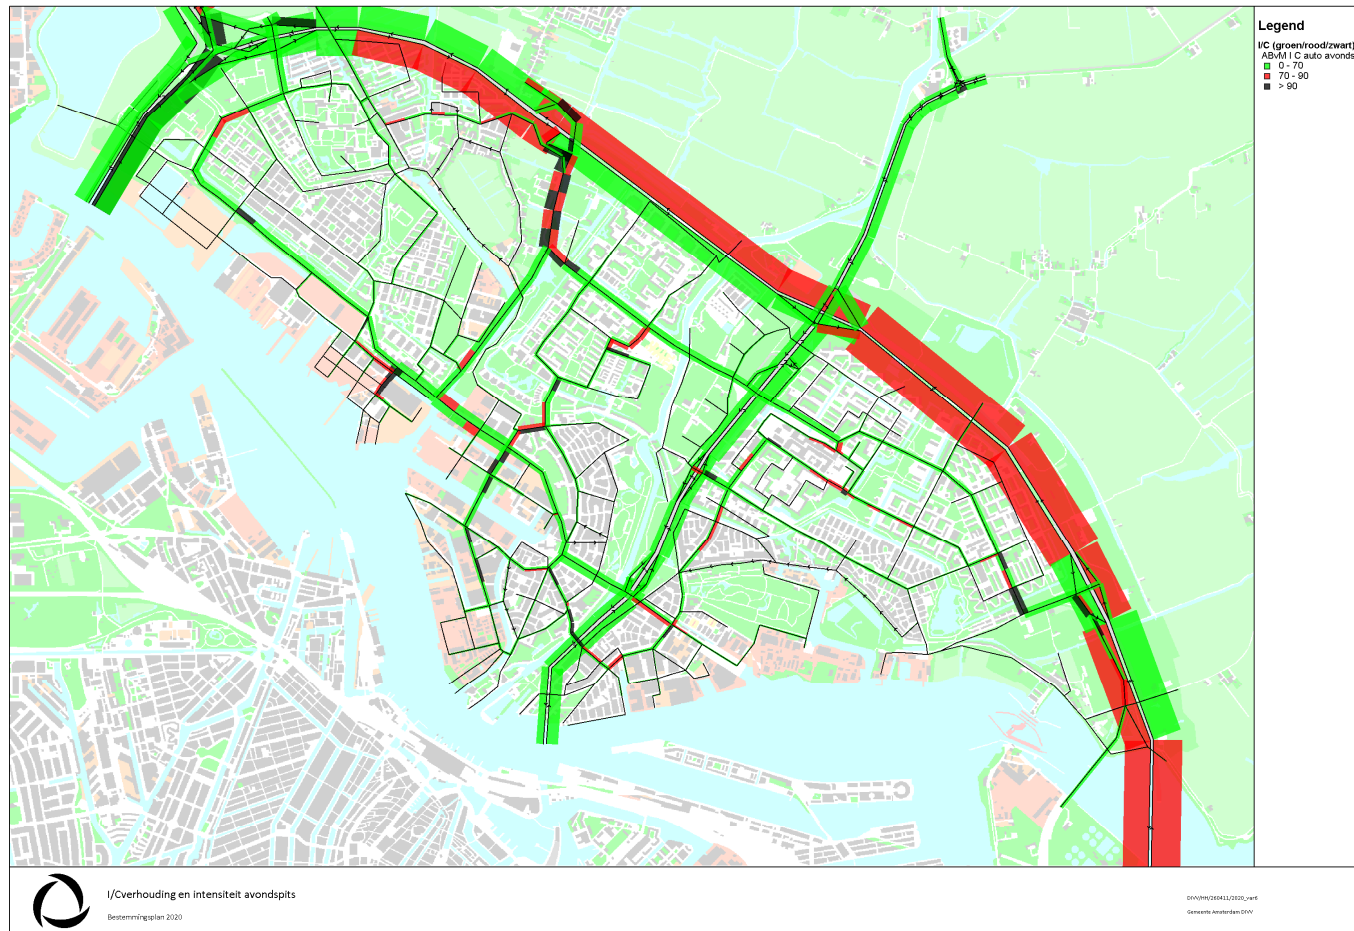 Legend
I/C (groen/rood/zwart)
ABvM I C auto avonds
0 - 70
70 - 90
> 90
I/Cverhouding en intensiteit avondspits
Bestemmingsplan 2020
DIVV/HH/260411/2020_var6
Gemeente Amsterdam DIVV